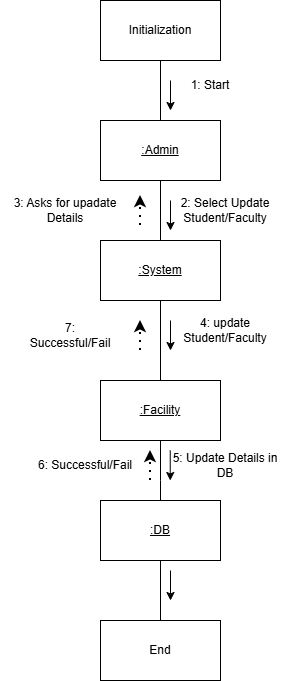 Initialization
1: Start
:Admin
3: Asks for upadate
Details
2: Select Update
Student/Faculty
:System
7:
Successful/Fail
4: update
Student/Faculty
:Facility
6: Successful/Fail
5: Update Details in
DB
:DB
End